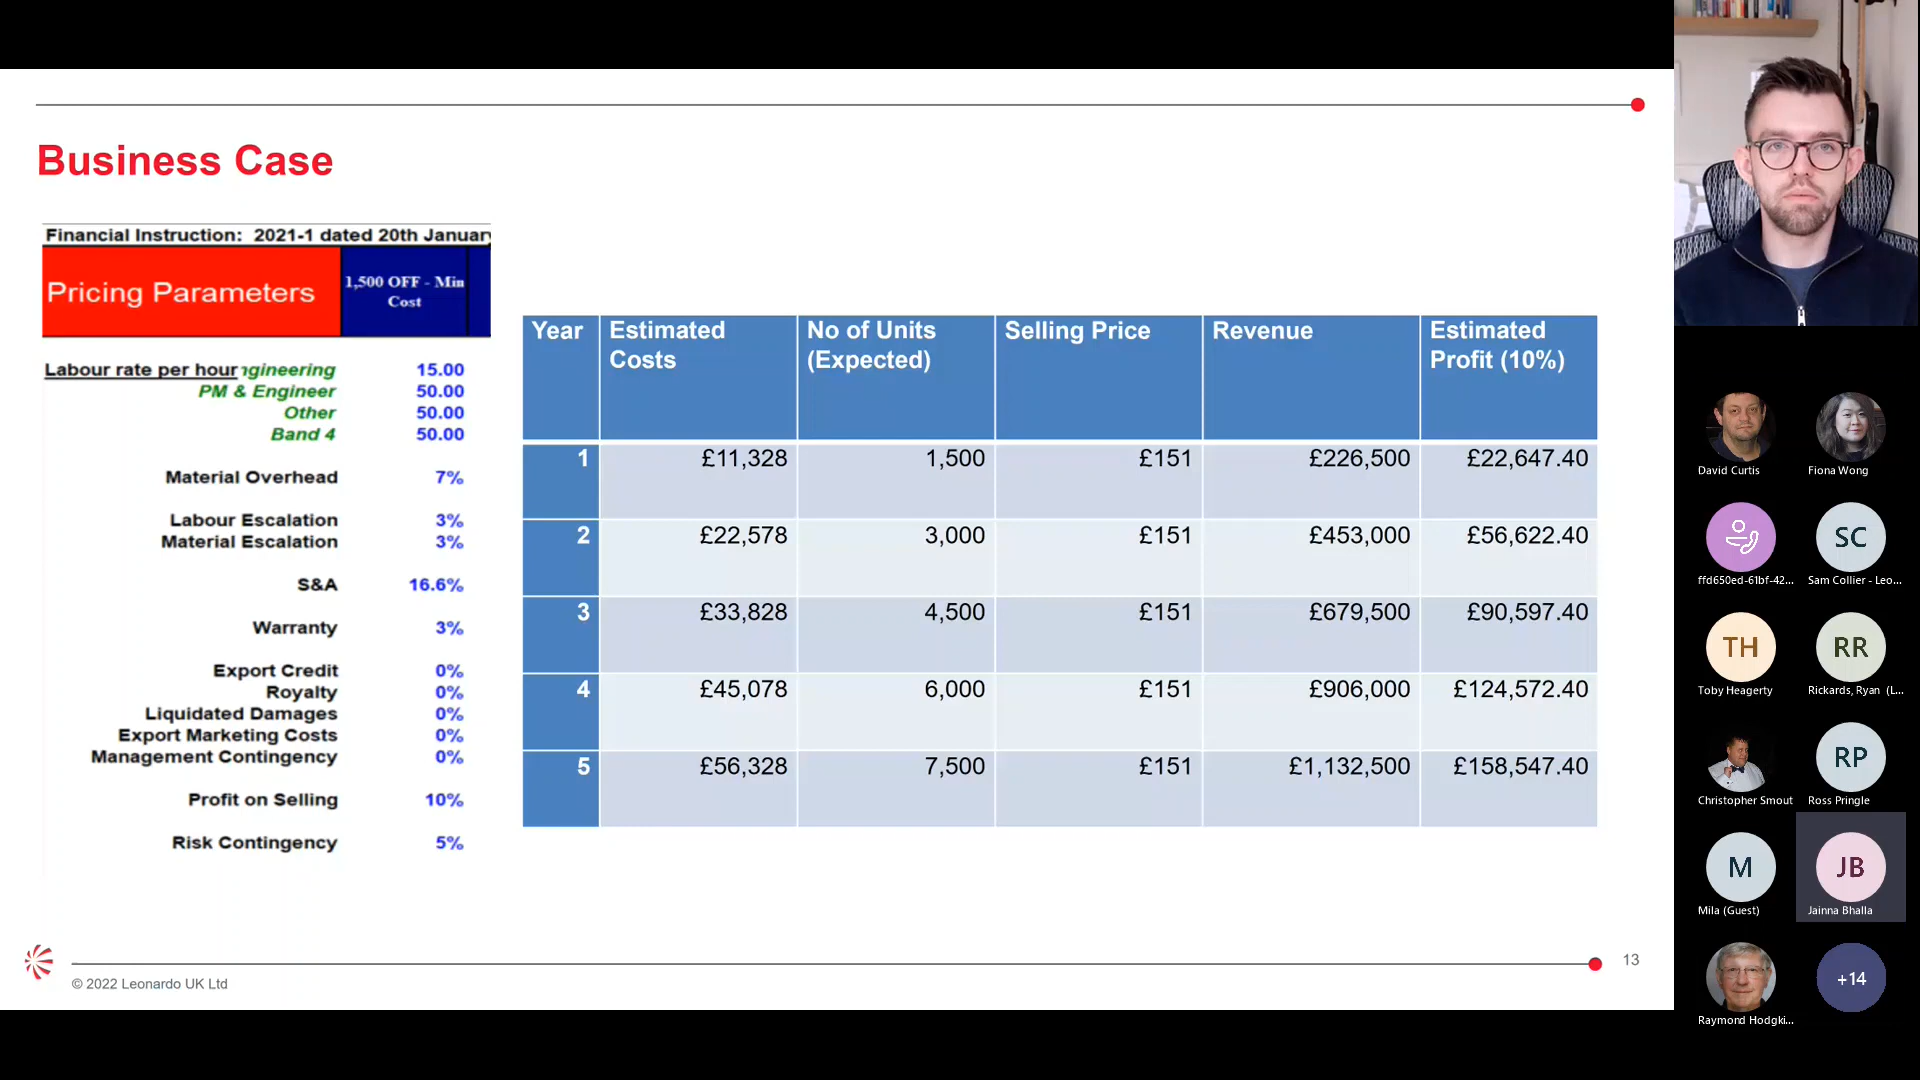 Business Case
Financial Instruction: 2021-1 dated 20th January
Pricing Parameters
1,500 OFF - Min
Cost
Labour rate per hour ngineering 15.00
PM & Engineer 50.00
Other 50.00
Band 4 50.00
Material Overhead 7%
Labour Escalation 3%
Material Escalation 3%
S&A 16.6%
Warranty 3%
Export Credit 0%
Royalty 0%
Liquidated Damages 0%
Export Marketing Costs 0%
Management Contingency 0%
Profit on Selling 10%
Risk Contingency 5%
Year Estimated Costs No of Units (Expected) Selling Price Revenue Estimated Profit (10%)
1 £11,328 1,500 £151 £226,500 £22,647.40
2 £22,578 3,000 £151 £453,000 £56,622.40
3 £33,828 4,500 £151 £679,500 £90,597.40
4 £45,078 6,000 £151 £906,000 £124,572.40
5 £56,328 7,500 £151 £1,132,500 £158,547.40
© 2022 Leonardo UK Ltd
13
David Curtis
Fiona Wong
ffd650ed-61bf-42...
SC
Sam Collier - Leo...
TH
Toby Heagerty
RR
Rickards, Ryan (L...
Christopher Smout
RP
Ross Pringle
M
Mila (Guest)
JB
Jainna Bhalla
Raymond Hodgki...
+14